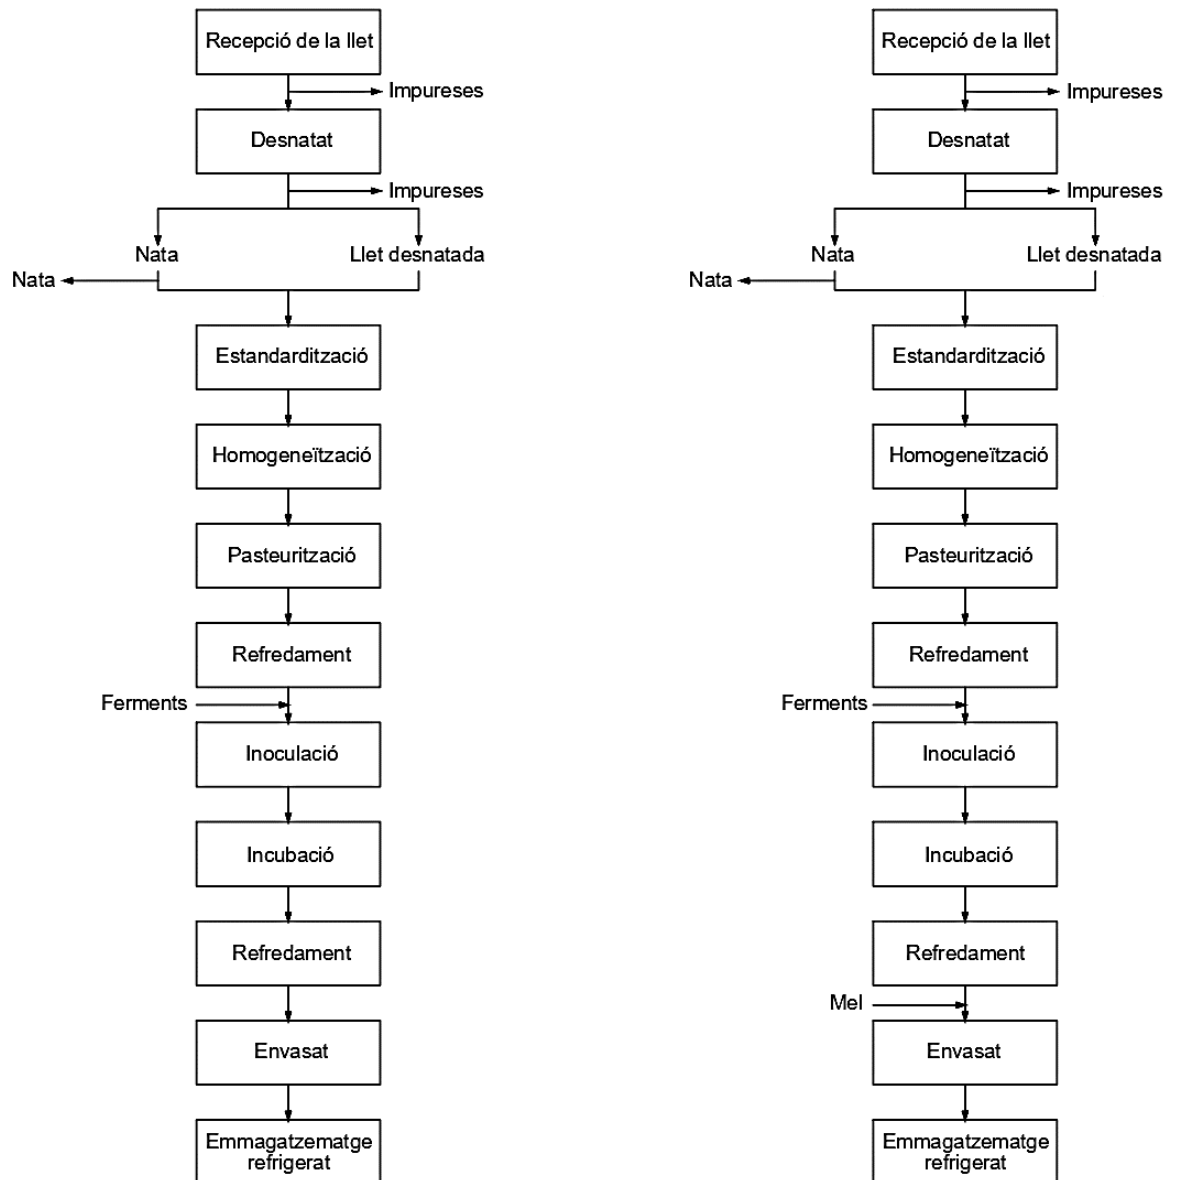 Recepció de la llet
Impureses
Desnatat
Impureses
Nata
Llet desnatada
Nata
Estandardització
Homogeneïtzació
Pasteurització
Refredament
Ferments
Inoculació
Incubació
Refredament
Envasat
Emmagatzematge
refrigerat
Recepció de la llet
Impureses
Desnatat
Impureses
Nata
Llet desnatada
Nata
Estandardització
Homogeneïtzació
Pasteurització
Refredament
Ferments
Inoculació
Incubació
Refredament
Mel
Envasat
Emmagatzematge
refrigerat